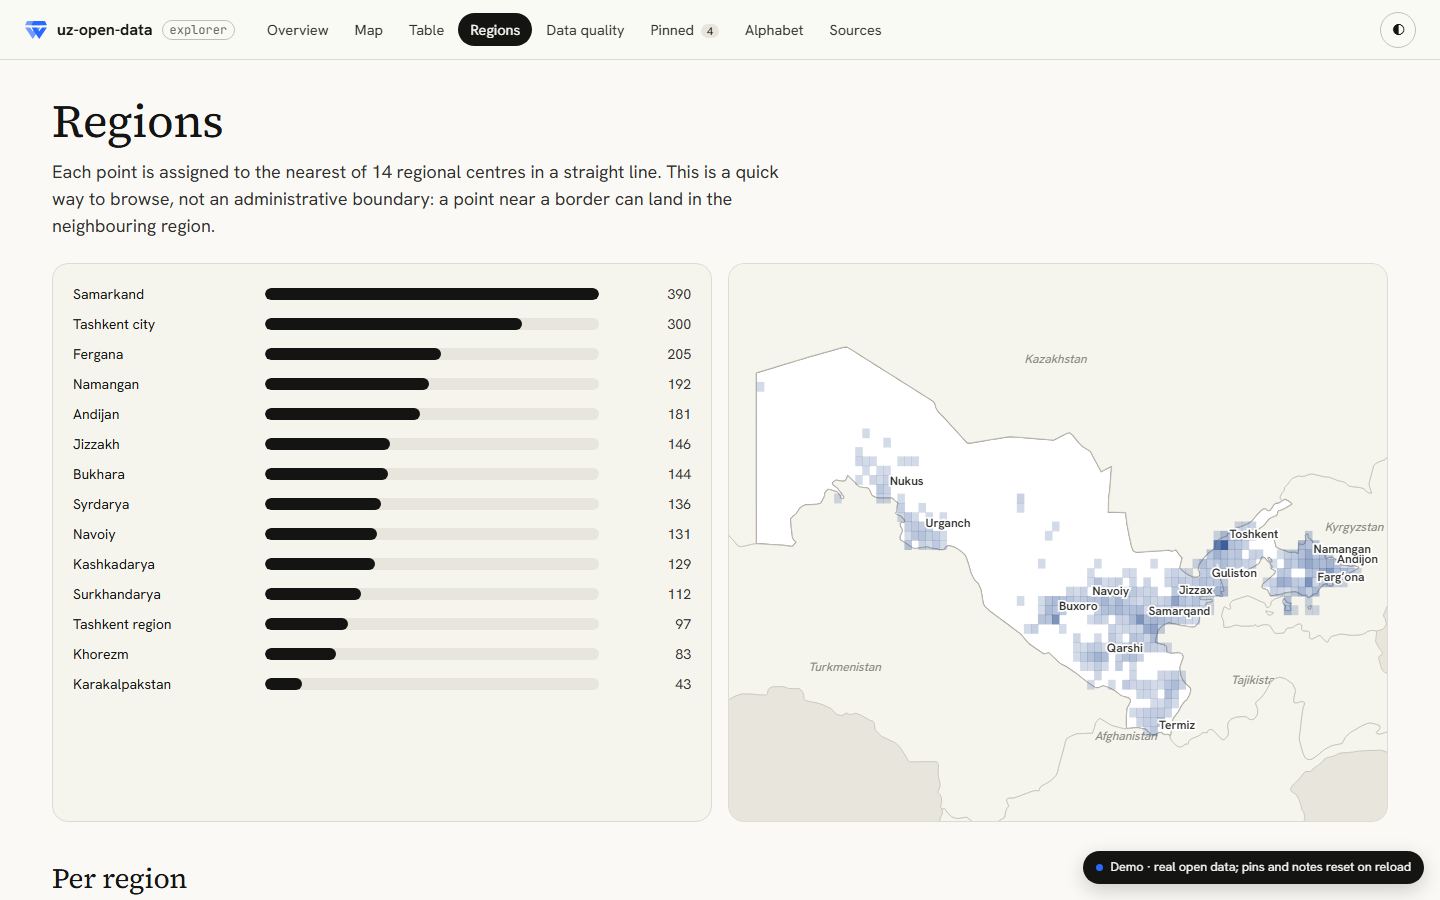 uz-open-data explorer Overview Map Table Regions Data quality Pinned 4 Alphabet Sources
Regions
Each point is assigned to the nearest of 14 regional centres in a straight line. This is a quick
way to browse, not an administrative boundary: a point near a border can land in the
neighbouring region.
Samarkand 390
Tashkent city 300
Fergana 205
Namangan 192
Andijan 181
Jizzakh 146
Bukhara 144
Syrdarya 136
Navoiy 131
Kashkadarya 129
Surkhandarya 112
Tashkent region 97
Khorezm 83
Karakalpakstan 43
Kazakhstan
Nukus
Urganch
Toshkent
Kyrgyzstan
Namangan
Andijon
Guliston
Farg'ona
Navoiy
Jizzax
Buxoro
Samarqand
Qarshi
Turkmenistan
Tajikista
Termiz
Afghanistan
Per region
Demo · real open data; pins and notes reset on reload